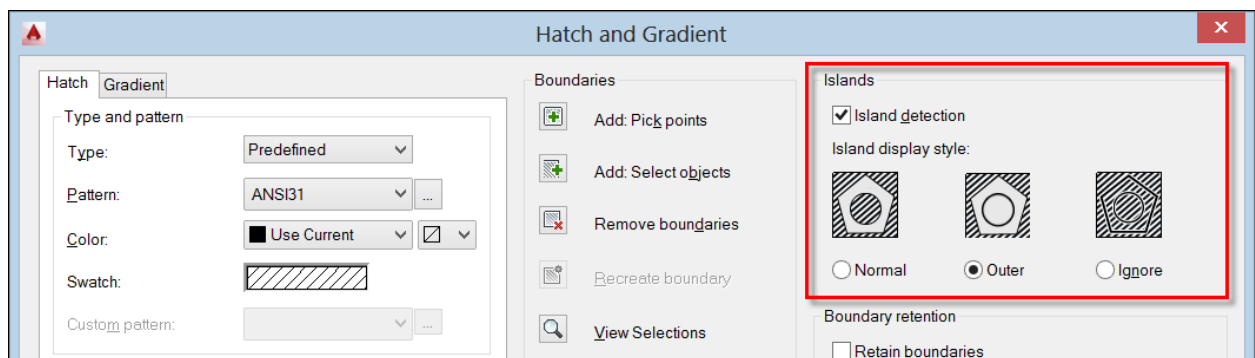 Hatch and Gradient
Hatch Gradient
Type and pattern
Type: Predefined
Pattern: ANSI31 ...
Color: Use Current
Swatch:
Custom pattern: ...
Boundaries
Add: Pick points
Add: Select objects
Remove boundaries
Recreate boundary
View Selections
Islands
Island detection
Island display style:
Normal Outer Ignore
Boundary retention
Retain boundaries